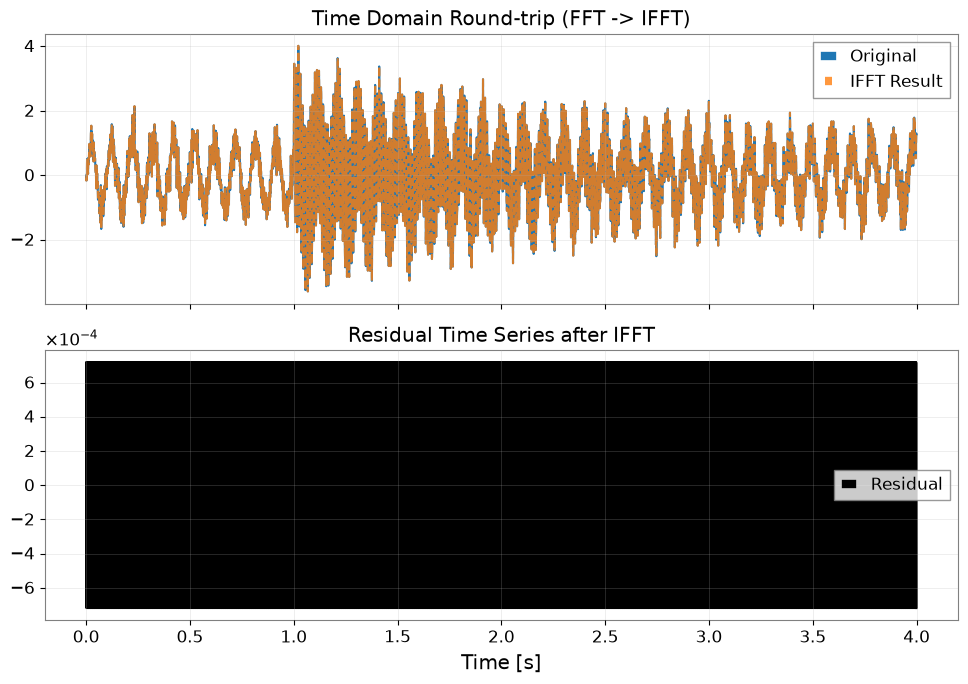 Time Domain Round-trip (FFT -> IFFT)
4
2
0
−2
Original
IFFT Result
×10⁻⁴
Residual Time Series after IFFT
6
4
2
0
−2
−4
−6
Residual
0.0 0.5 1.0 1.5 2.0 2.5 3.0 3.5 4.0
Time [s]